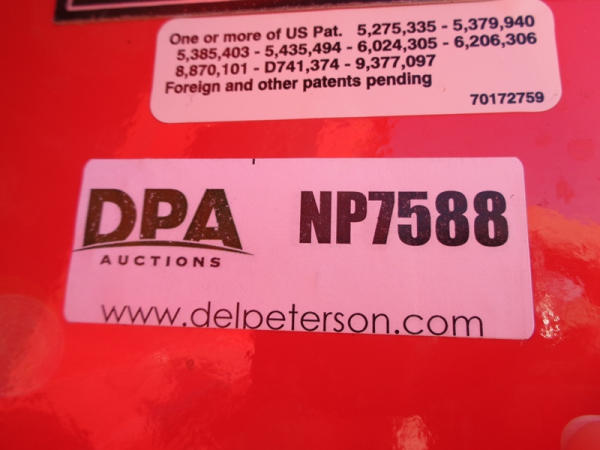 One or more of US Pat. 5,275,335 - 5,379,940
5,385,403 - 5,435,494 - 6,024,305 - 6,206,306
8,870,101 - D741,374 - 9,377,097
Foreign and other patents pending
70172759
DPA
AUCTIONS
NP7588
www.delpeterson.com